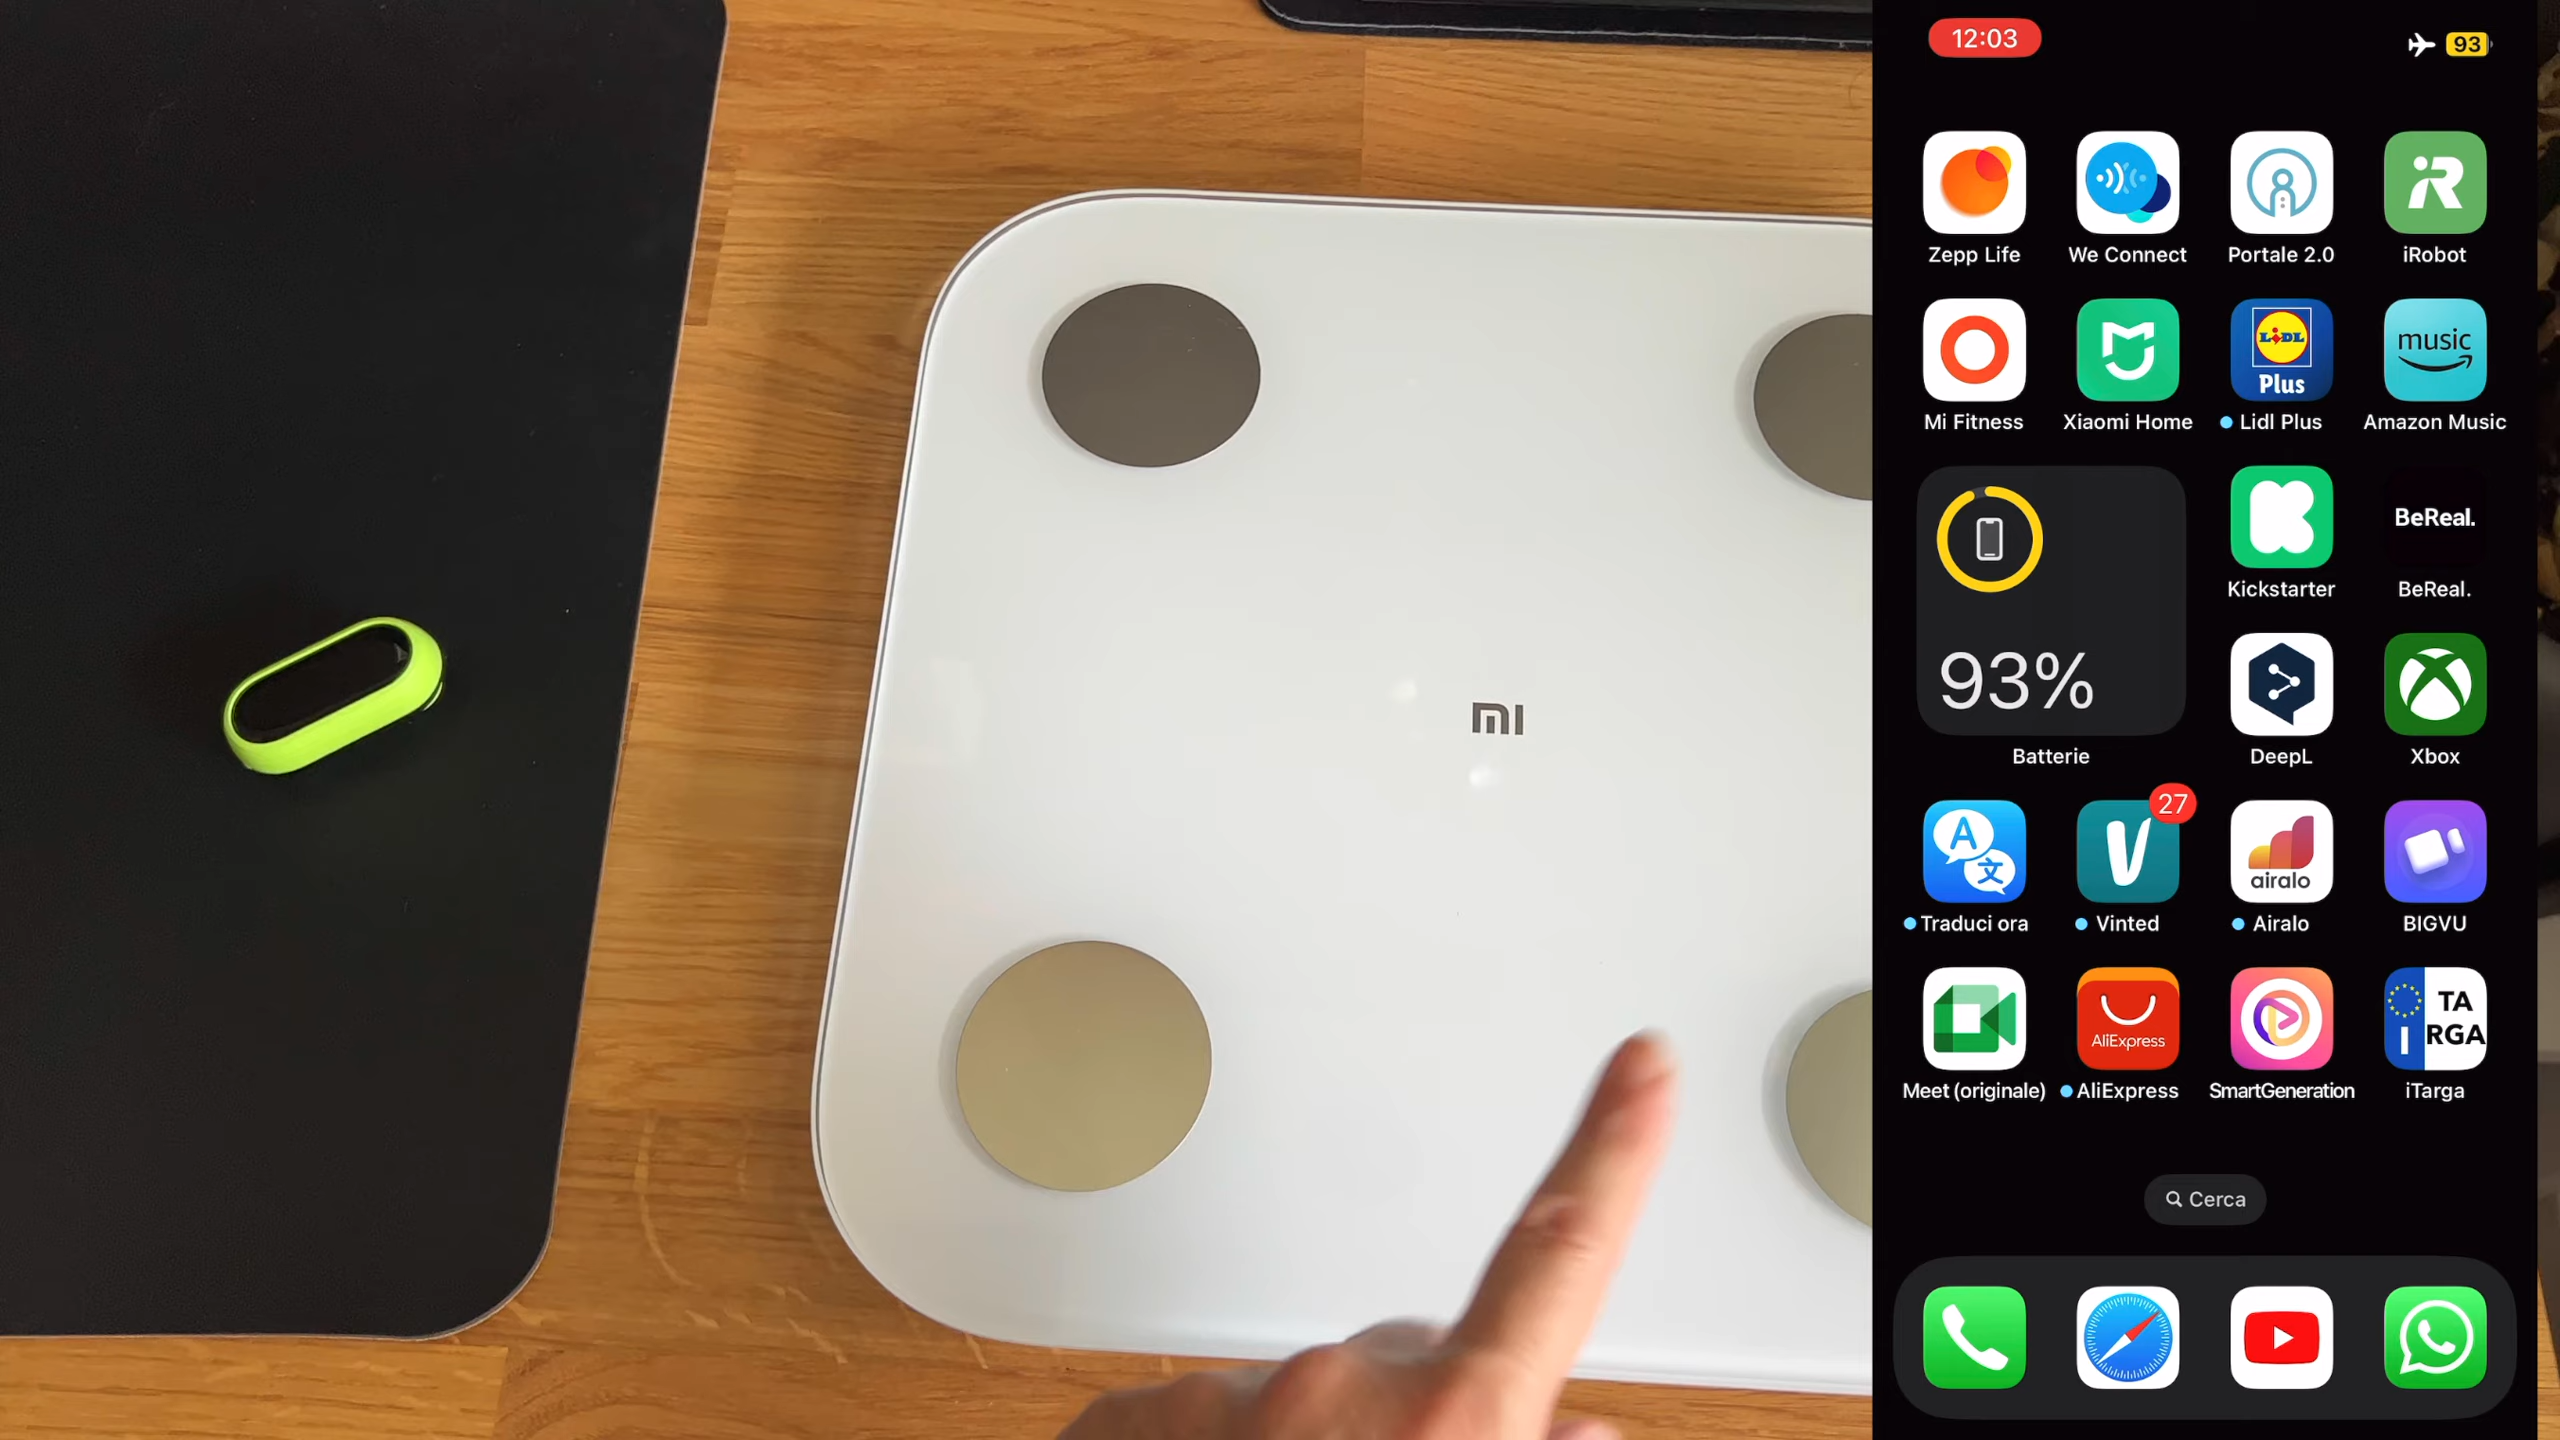 12:03
93
Zepp Life
We Connect
Portale 2.0
iRobot
Mi Fitness
Xiaomi Home
LIDL
Plus
Lidl Plus
music
Amazon Music
93%
Batterie
Kickstarter
BeReal.
BeReal.
DeepL
Xbox
A
文
Traduci ora
27
Vinted
airalo
Airalo
BIGVU
Meet (originale)
AliExpress
AliExpress
SmartGeneration
I
TA
RGA
iTarga
Cerca
mi